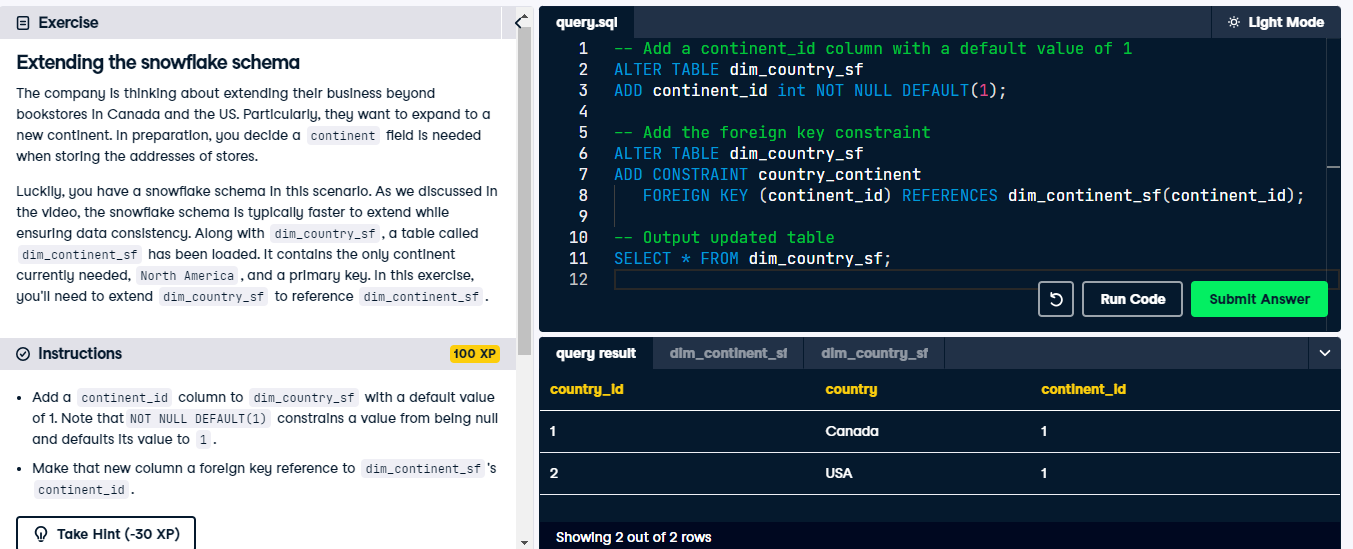 Exercise
Extending the snowflake schema
The company is thinking about extending their business beyond
bookstores in Canada and the US. Particularly, they want to expand to a
new continent. In preparation, you decide a continent field is needed
when storing the addresses of stores.
Luckily, you have a snowflake schema in this scenario. As we discussed in
the video, the snowflake schema is typically faster to extend while
ensuring data consistency. Along with dim_country_sf, a table called
dim_continent_sf has been loaded. It contains the only continent
currently needed, North America, and a primary key. In this exercise,
you'll need to extend dim_country_sf to reference dim_continent_sf.
Instructions
100 XP
• Add a continent_id column to dim_country_sf with a default value
of 1. Note that NOT NULL DEFAULT(1) constrains a value from being null
and defaults its value to 1.
• Make that new column a foreign key reference to dim_continent_sf's
continent_id.
Take Hint (-30 XP)
query.sql
Light Mode
1 -- Add a continent_id column with a default value of 1
2 ALTER TABLE dim_country_sf
3 ADD continent_id int NOT NULL DEFAULT(1);
4
5 -- Add the foreign key constraint
6 ALTER TABLE dim_country_sf
7 ADD CONSTRAINT country_continent
8 FOREIGN KEY (continent_id) REFERENCES dim_continent_sf(continent_id);
9
10 -- Output updated table
11 SELECT * FROM dim_country_sf;
12
Run Code
Submit Answer
query result dim_continent_sf dim_country_sf
country_id country continent_id
1 Canada 1
2 USA 1
Showing 2 out of 2 rows